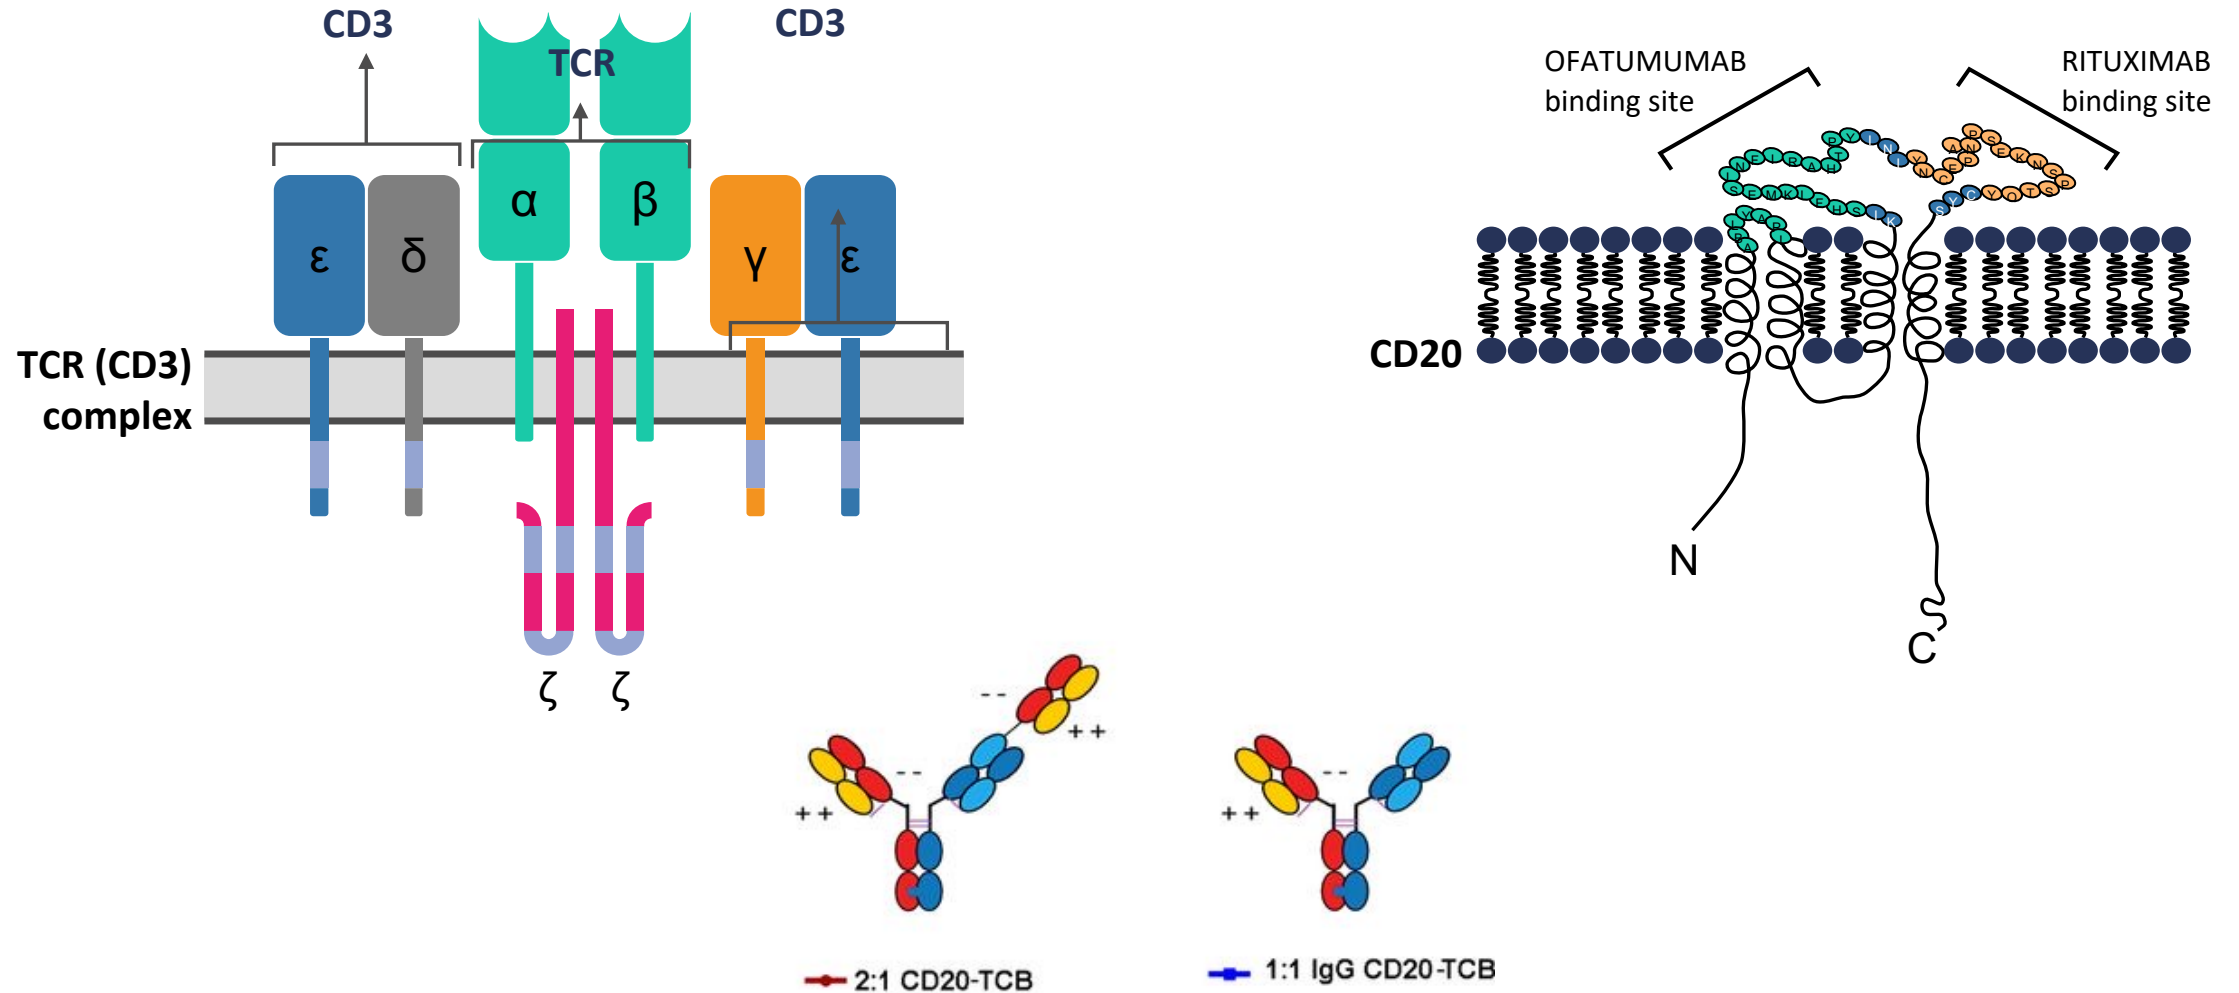 CD3
TCR
CD3
α
β
ε
δ
γ
ε
TCR (CD3)
complex
ζ
ζ
OFATUMUMAB
binding site
RITUXIMAB
binding site
CD20
N
C
- -
+ +
- -
+ +
- -
+ +
2:1 CD20-TCB
1:1 IgG CD20-TCB